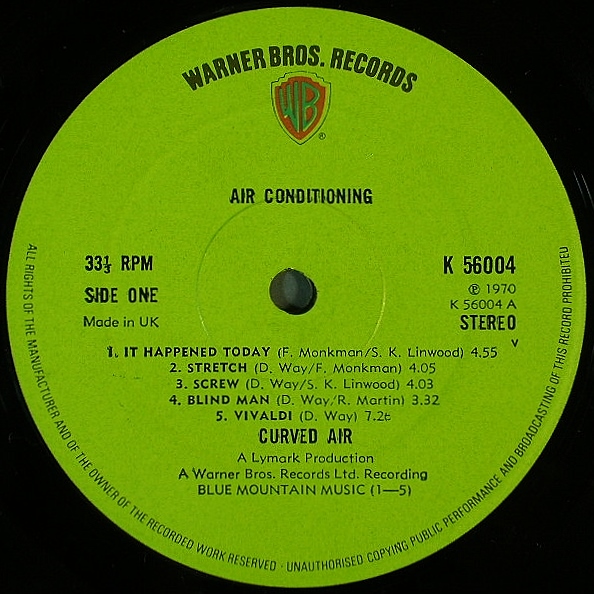 WARNER BROS. RECORDS
WB
®
AIR CONDITIONING
33⅓ RPM
K 56004
SIDE ONE
℗ 1970
K 56004 A
Made in UK
STEREO
V
1. IT HAPPENED TODAY (F. Monkman/S. K. Linwood) 4.55
2. STRETCH (D. Way/F. Monkman) 4.05
3. SCREW (D. Way/S. K. Linwood) 4.03
4. BLIND MAN (D. Way/R. Martin) 3.32
5. VIVALDI (D. Way)
CURVED AIR
A Lymark Production
A Warner Bros. Records Ltd. Recording
BLUE MOUNTAIN MUSIC (1—5)
ALL RIGHTS OF THE MANUFACTURER AND OF THE OWNER OF THE RECORDED WORK RESERVED · UNAUTHORISED COPYING PUBLIC PERFORMANCE AND BROADCASTING OF THIS RECORD PROHIBITED